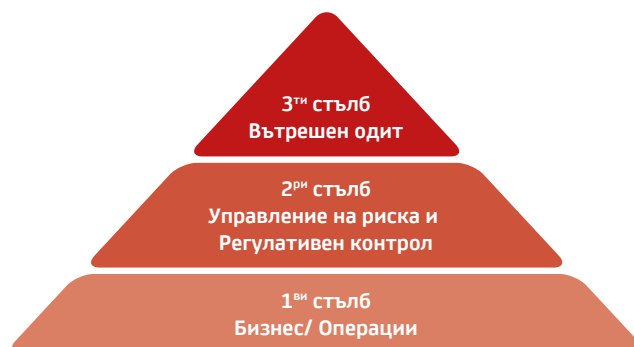 3ти стълб
Вътрешен одит
2ри стълб
Управление на риска и
Регулативен контрол
1ви стълб
Бизнес/ Операции